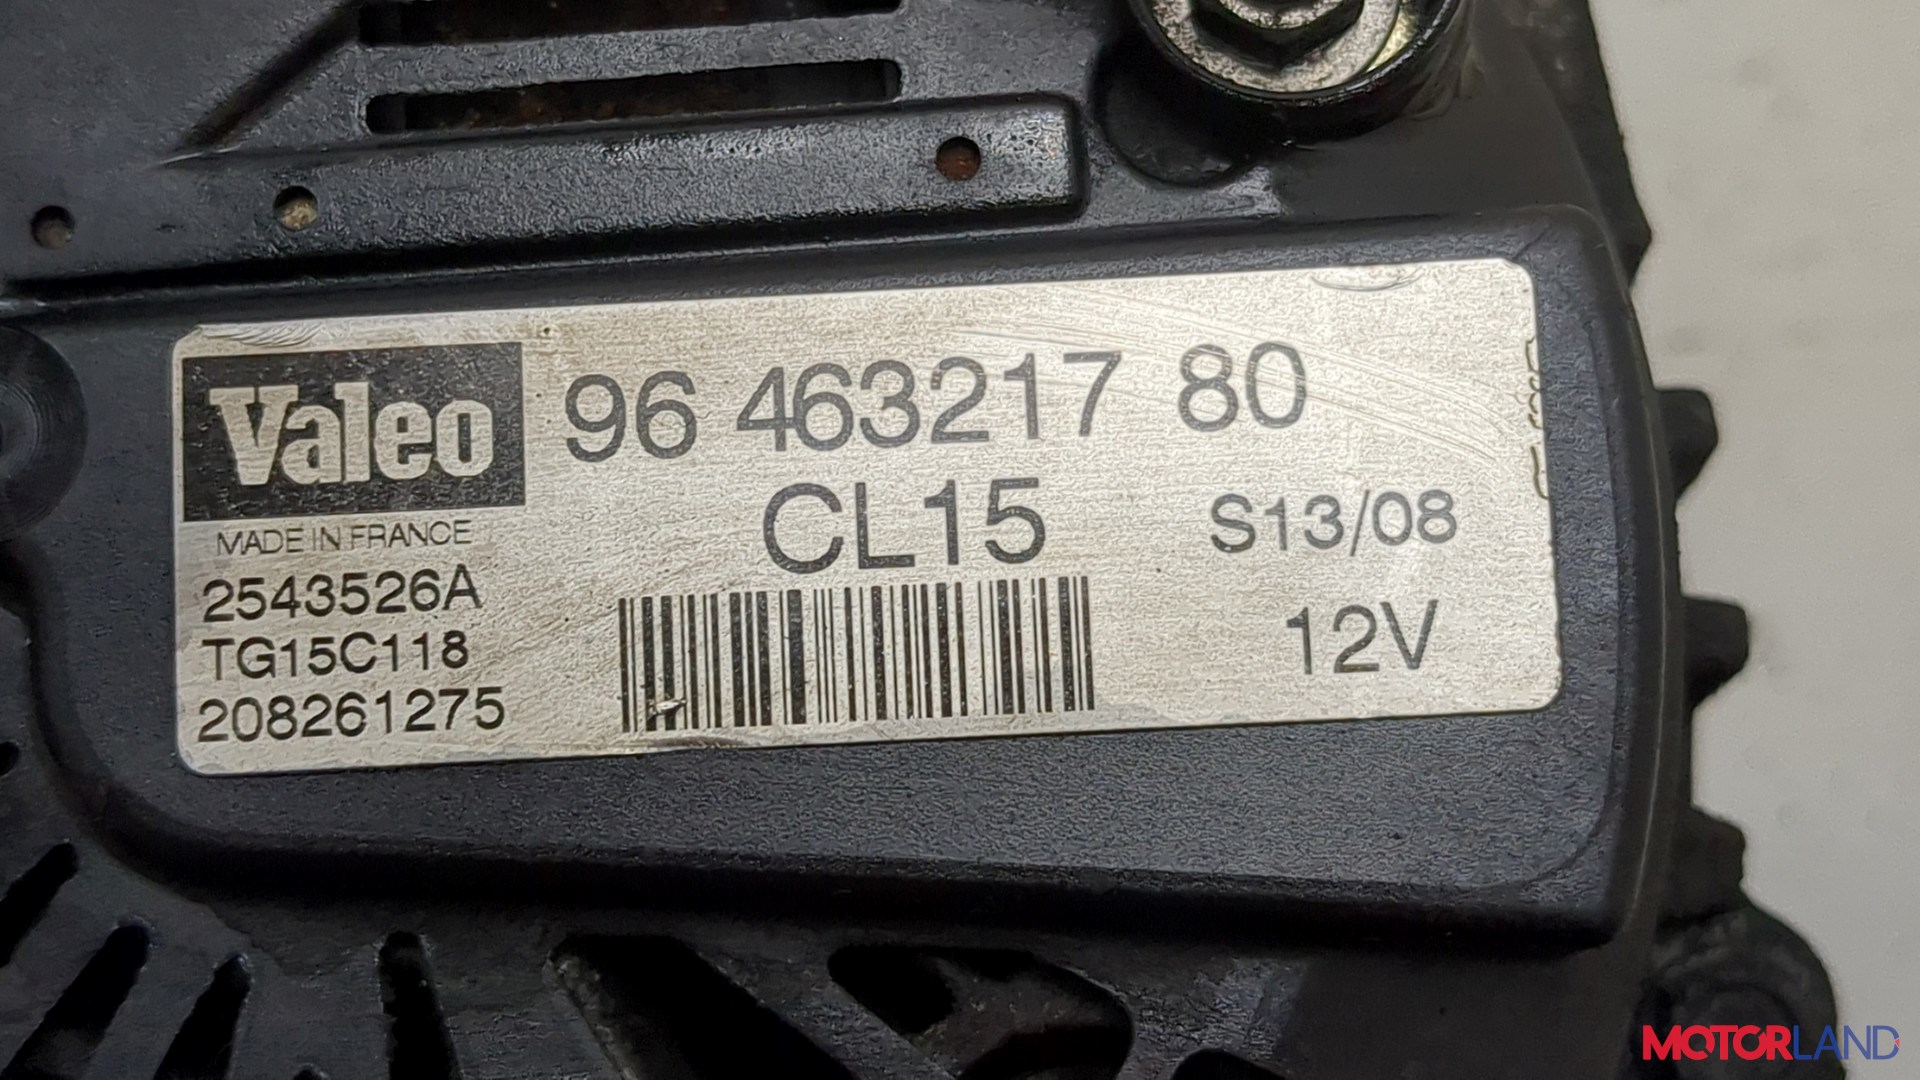 Valeo
96 463217 80
CL15
S13/08
MADE IN FRANCE
2543526A
TG15C118
208261275
12V
MOTORLAND